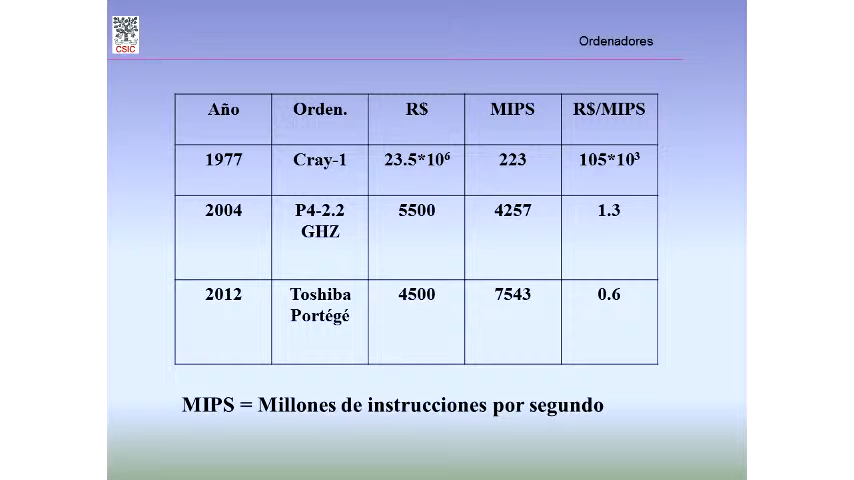 CSIC
Ordenadores
Año Orden. R$ MIPS R$/MIPS
1977 Cray-1 23.5*10⁶ 223 105*10³
2004 P4-2.2 5500 4257 1.3
GHZ
2012 Toshiba 4500 7543 0.6
Portégé
MIPS = Millones de instrucciones por segundo